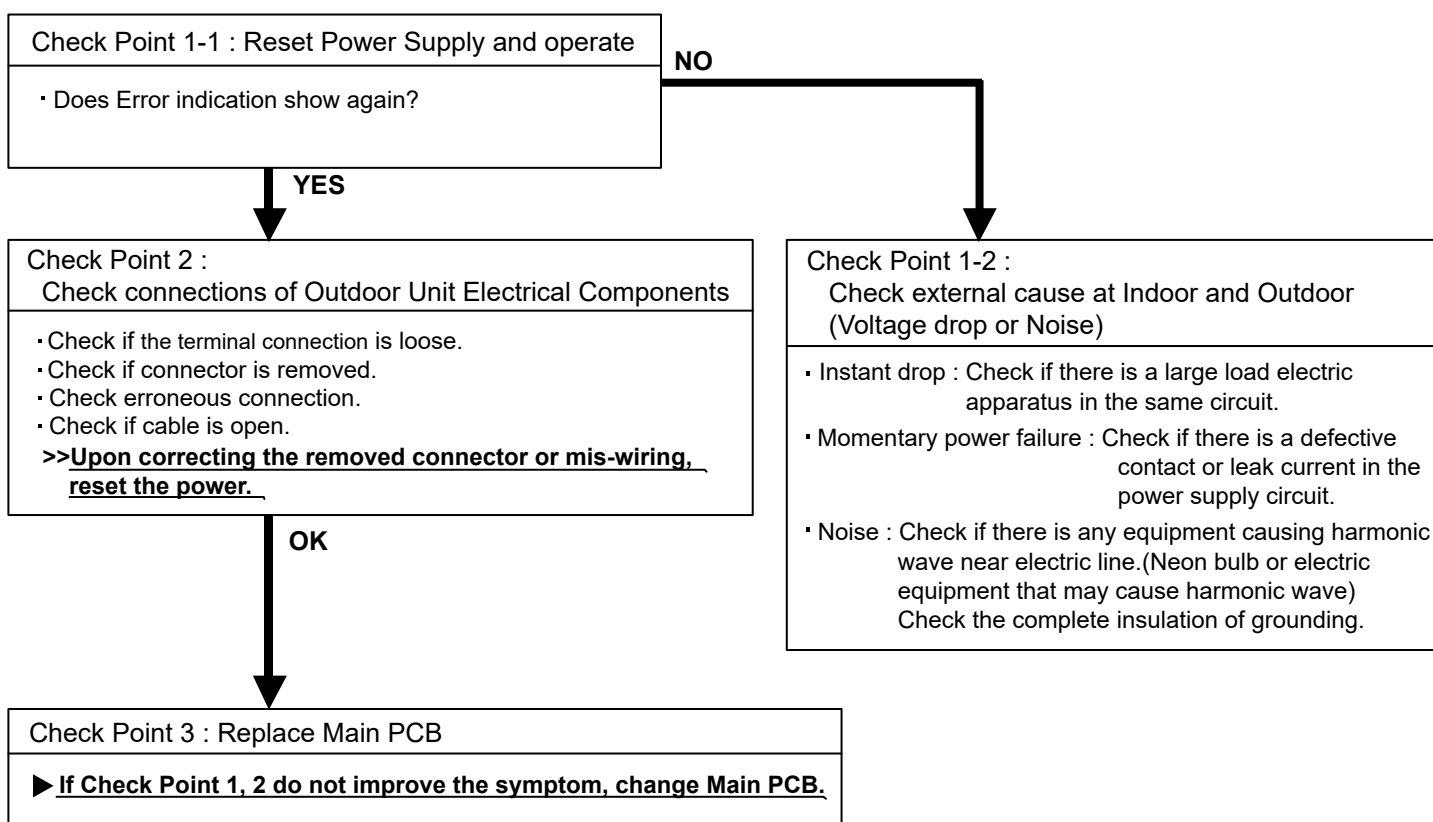 Check Point 1-1 : Reset Power Supply and operate
・Does Error indication show again?
NO
YES
Check Point 2 :
Check connections of Outdoor Unit Electrical Components
・Check if the terminal connection is loose.
・Check if connector is removed.
・Check erroneous connection.
・Check if cable is open.
>>Upon correcting the removed connector or mis-wiring,
reset the power.
OK
Check Point 1-2 :
Check external cause at Indoor and Outdoor
(Voltage drop or Noise)
・Instant drop : Check if there is a large load electric
apparatus in the same circuit.
・Momentary power failure : Check if there is a defective
contact or leak current in the
power supply circuit.
・Noise : Check if there is any equipment causing harmonic
wave near electric line.(Neon bulb or electric
equipment that may cause harmonic wave)
Check the complete insulation of grounding.
Check Point 3 : Replace Main PCB
▶If Check Point 1, 2 do not improve the symptom, change Main PCB.